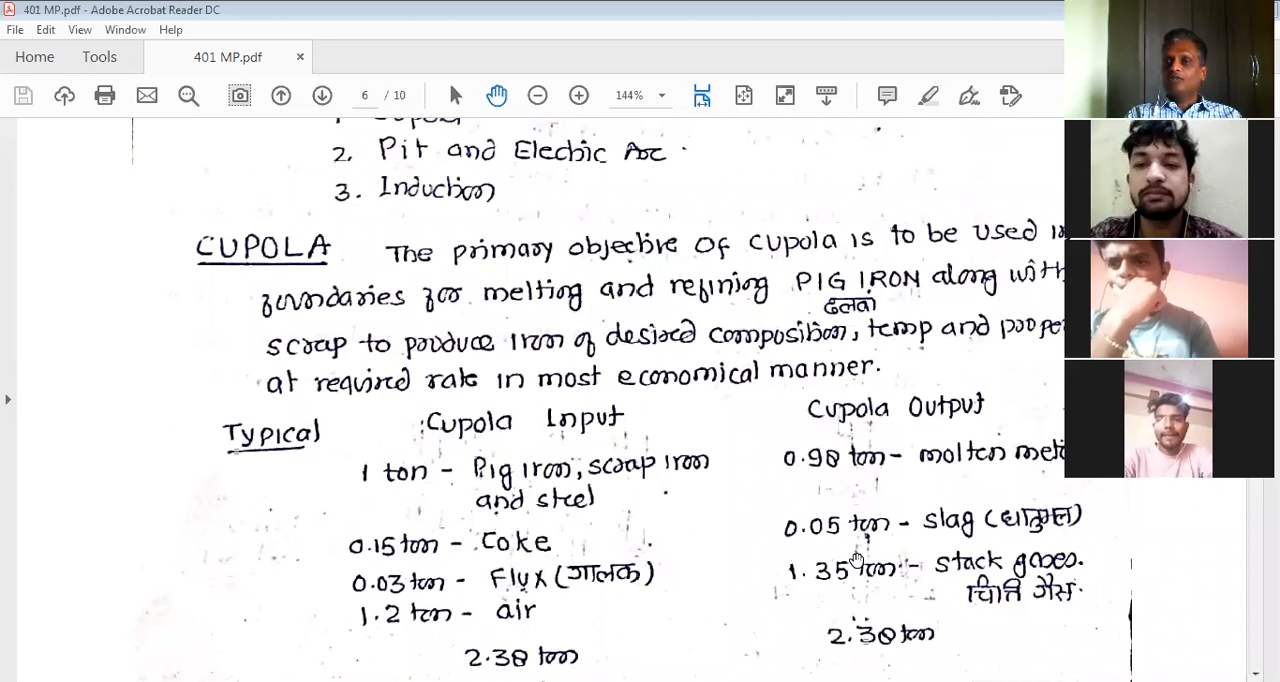 401 MP.pdf - Adobe Acrobat Reader DC
File Edit View Window Help
Home Tools 401 MP.pdf ×
6 / 10 144%
2. Pit and Electric Arc
3. Induction
CUPOLA The primary objective of cupola is to be used
foundaries for melting and refining PIG IRON along with
ढलवां
scrap to produce Iron of desired composition, temp and
at required rate in most economical manner.
Typical Cupola Input Cupola Output
1 ton - Pig iron, scrap iron 0.98 ton - molten
and steel
0.05 ton - slag (धातुमल)
0.15 ton - Coke
1.35 ton - stack gases.
0.03 ton - Flux (गालक)
गैस
1.2 ton - air
2.38 ton
2.38 ton